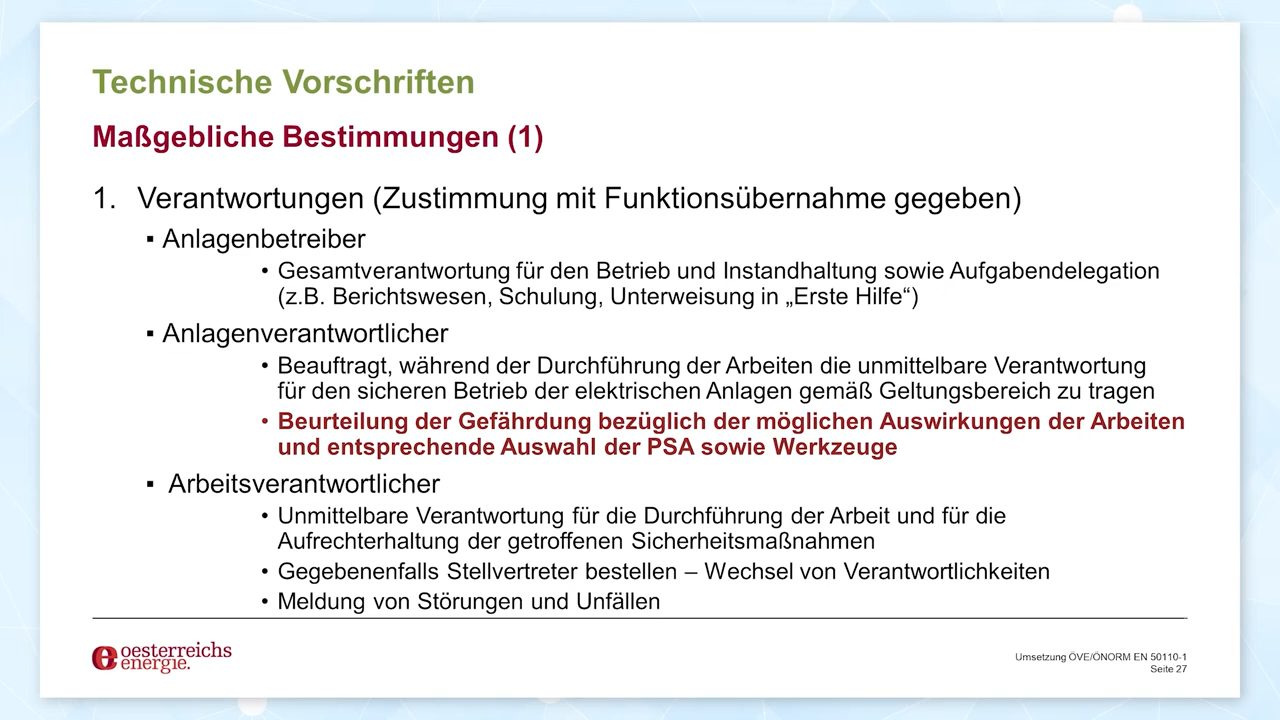 Technische Vorschriften
Maßgebliche Bestimmungen (1)
1. Verantwortungen (Zustimmung mit Funktionsübernahme gegeben)
▪ Anlagenbetreiber
• Gesamtverantwortung für den Betrieb und Instandhaltung sowie Aufgabendelegation
(z.B. Berichtswesen, Schulung, Unterweisung in „Erste Hilfe“)
▪ Anlagenverantwortlicher
• Beauftragt, während der Durchführung der Arbeiten die unmittelbare Verantwortung
für den sicheren Betrieb der elektrischen Anlagen gemäß Geltungsbereich zu tragen
• Beurteilung der Gefährdung bezüglich der möglichen Auswirkungen der Arbeiten
und entsprechende Auswahl der PSA sowie Werkzeuge
▪ Arbeitsverantwortlicher
• Unmittelbare Verantwortung für die Durchführung der Arbeit und für die
Aufrechterhaltung der getroffenen Sicherheitsmaßnahmen
• Gegebenenfalls Stellvertreter bestellen – Wechsel von Verantwortlichkeiten
• Meldung von Störungen und Unfällen
oesterreichs
energie.
Umsetzung ÖVE/ÖNORM EN 50110-1
Seite 27